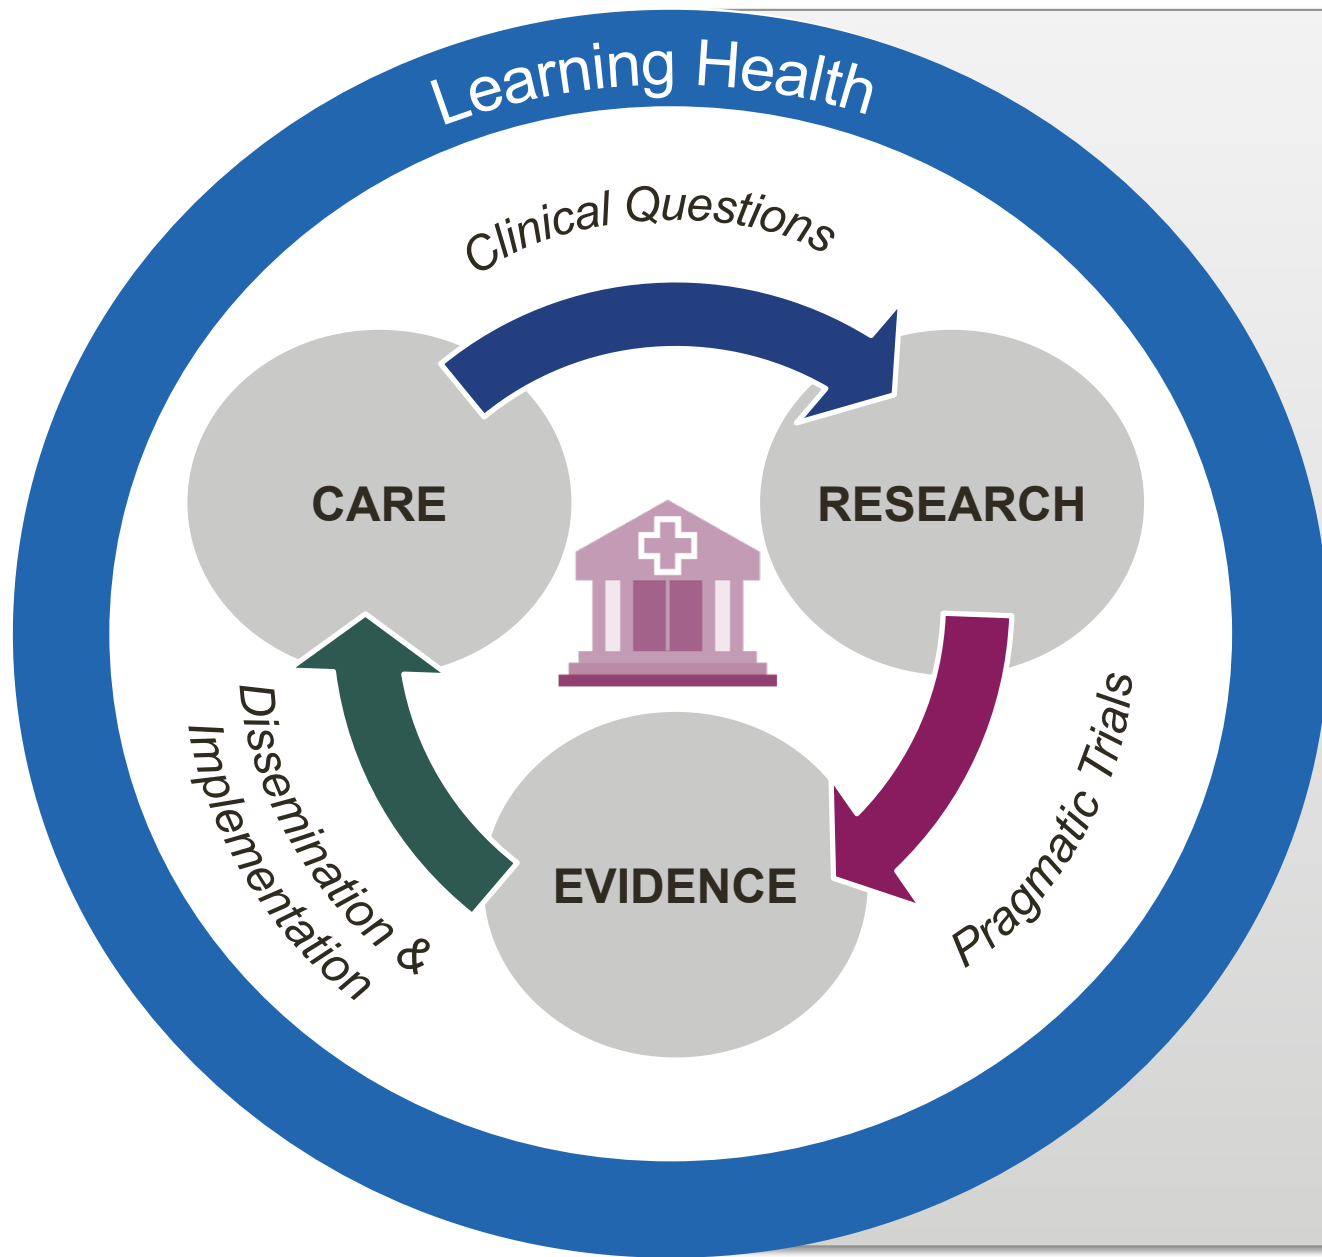 Learning Health
Clinical Questions
CARE
RESEARCH
Dissemination &
Implementation
Pragmatic Trials
EVIDENCE